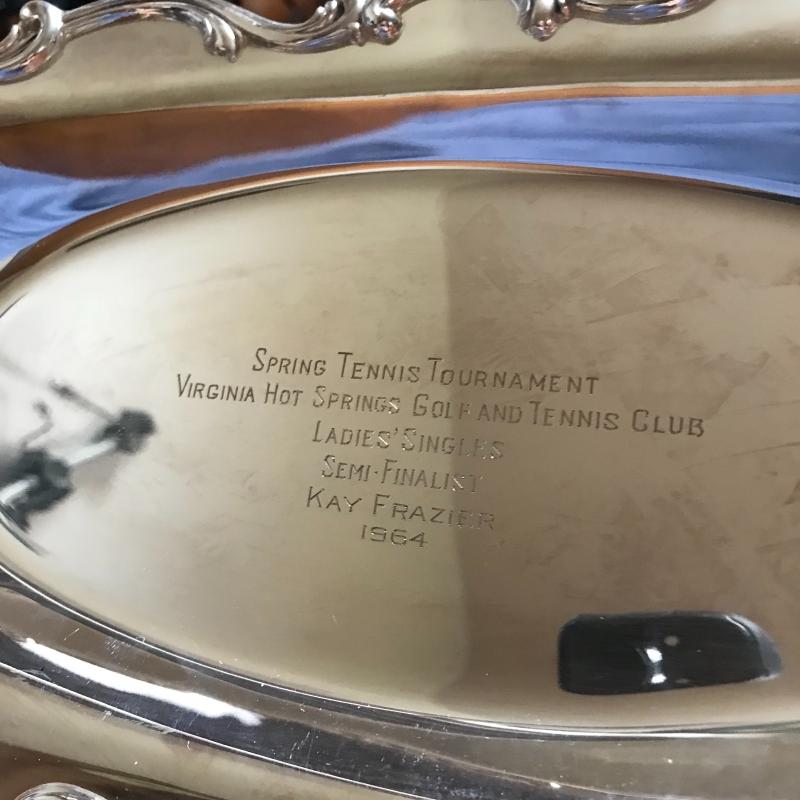 SPRING TENNIS TOURNAMENT
VIRGINIA HOT SPRINGS GOLF AND TENNIS CLUB
LADIES' SINGLES
SEMI-FINALIST
KAY FRAZIER
1964